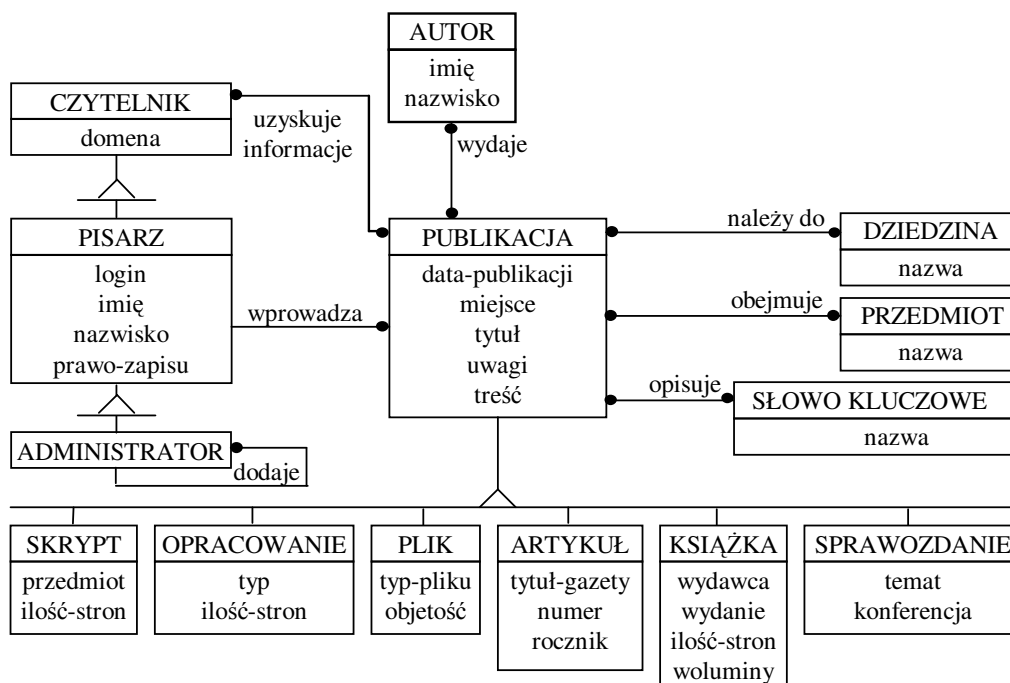 AUTOR
imię
nazwisko
CZYTELNIK
domena
uzyskuje
informacje
wydaje
PISARZ
login
imię
nazwisko
prawo-zapisu
wprowadza
PUBLIKACJA
data-publikacji
miejsce
tytuł
uwagi
treść
należy do
DZIEDZINA
nazwa
obejmuje
PRZEDMIOT
nazwa
opisuje
SŁOWO KLUCZOWE
nazwa
ADMINISTRATOR
dodaje
SKRYPT
przedmiot
ilość-stron
OPRACOWANIE
typ
ilość-stron
PLIK
typ-pliku
objetość
ARTYKUŁ
tytuł-gazety
numer
rocznik
KSIĄŻKA
wydawca
wydanie
ilość-stron
woluminy
SPRAWOZDANIE
temat
konferencja